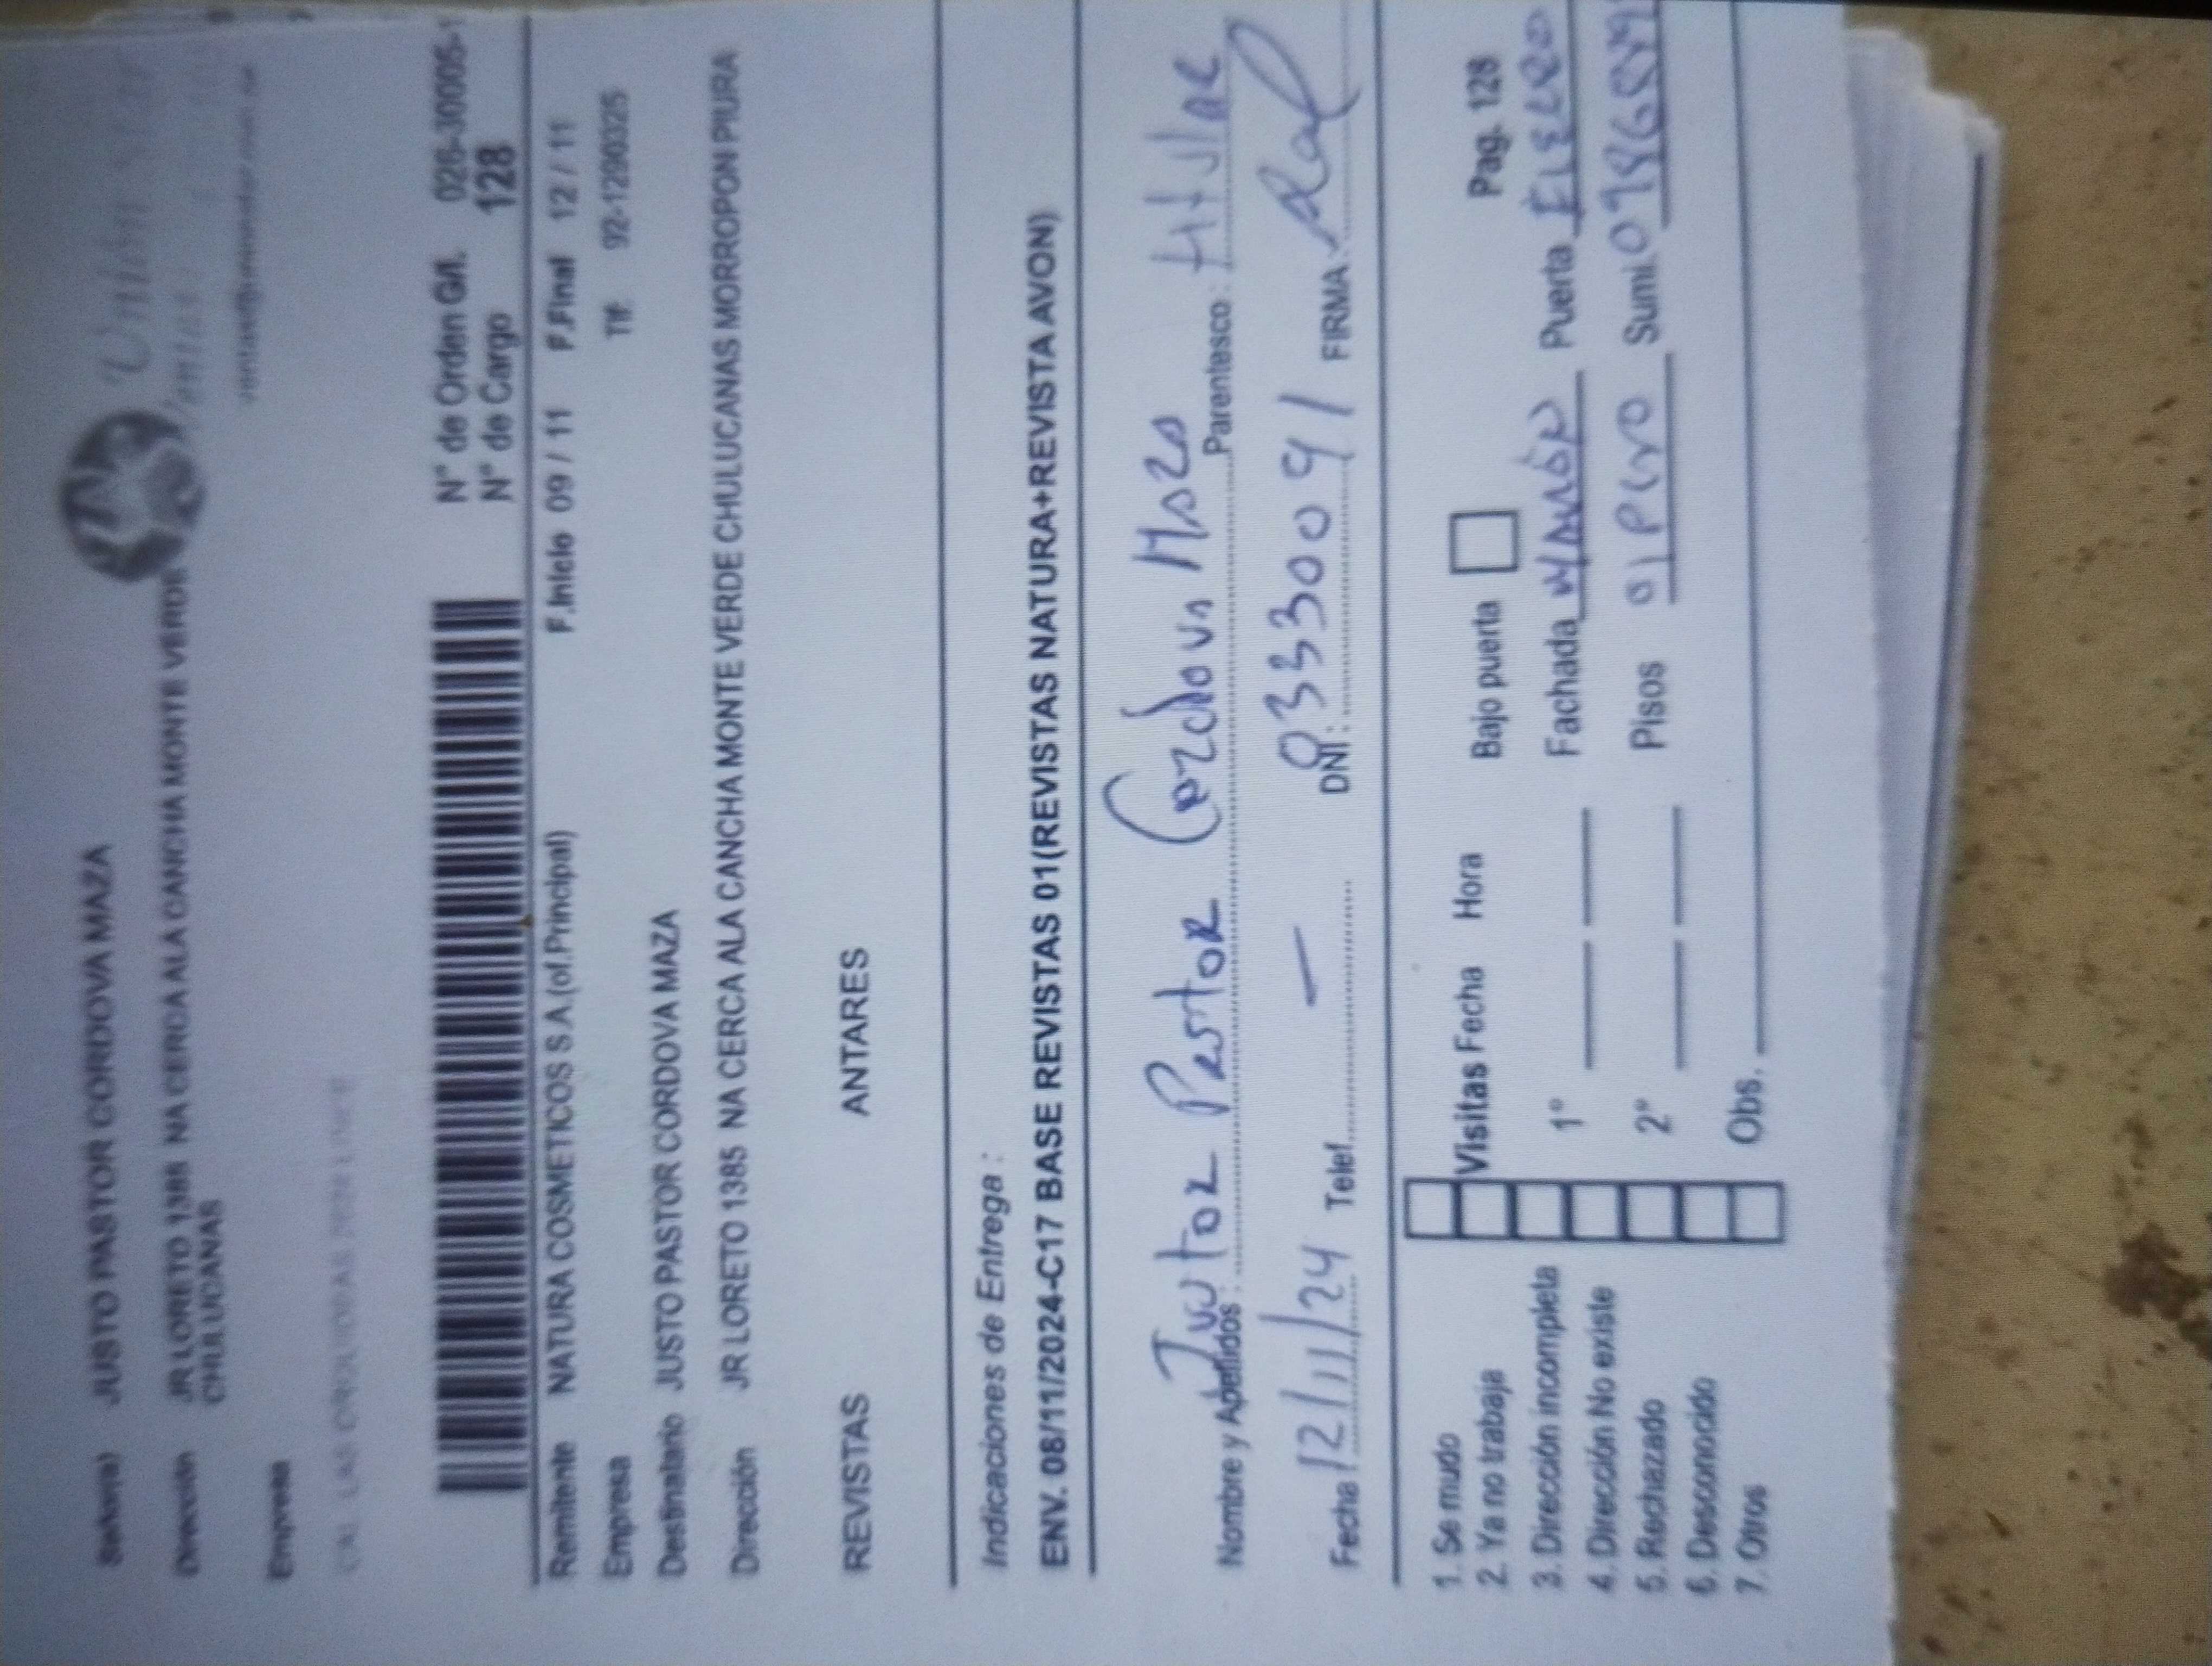 Señor(a) JUSTO PASTOR CORDOVA MAZA
Dirección JR LORETO 1385 NA CERCA ALA CANCHA MONTE VERDE
CHULUCANAS
Empresa
N° de Orden G/I. 026-30005-1
N° de Cargo 128
Remitente NATURA COSMETICOS S.A.(of.Principal) F.Inicio 09 / 11 F.Final 12 / 11
Empresa Tlf. 92-1290325
Destinatario JUSTO PASTOR CORDOVA MAZA
Dirección JR LORETO 1385 NA CERCA ALA CANCHA MONTE VERDE CHULUCANAS MORROPON PIURA
REVISTAS ANTARES
Indicaciones de Entrega :
ENV. 08/11/2024-C17 BASE REVISTAS 01(REVISTAS NATURA+REVISTA AVON)
Nombre y Apellidos : Pastor Cordova Maza Parentesco :
Fecha 12/11/24 Telef. — DNI : 03330091 FIRMA :
1. Se mudo
2. Ya no trabaja
3. Dirección incompleta
4. Dirección No existe
5. Rechazado
6. Desconocido
7. Otros
Visitas Fecha Hora Bajo puerta Pag. 128
1° Fachada Puerta
2° Pisos 01 Piso Sumi.
Obs.